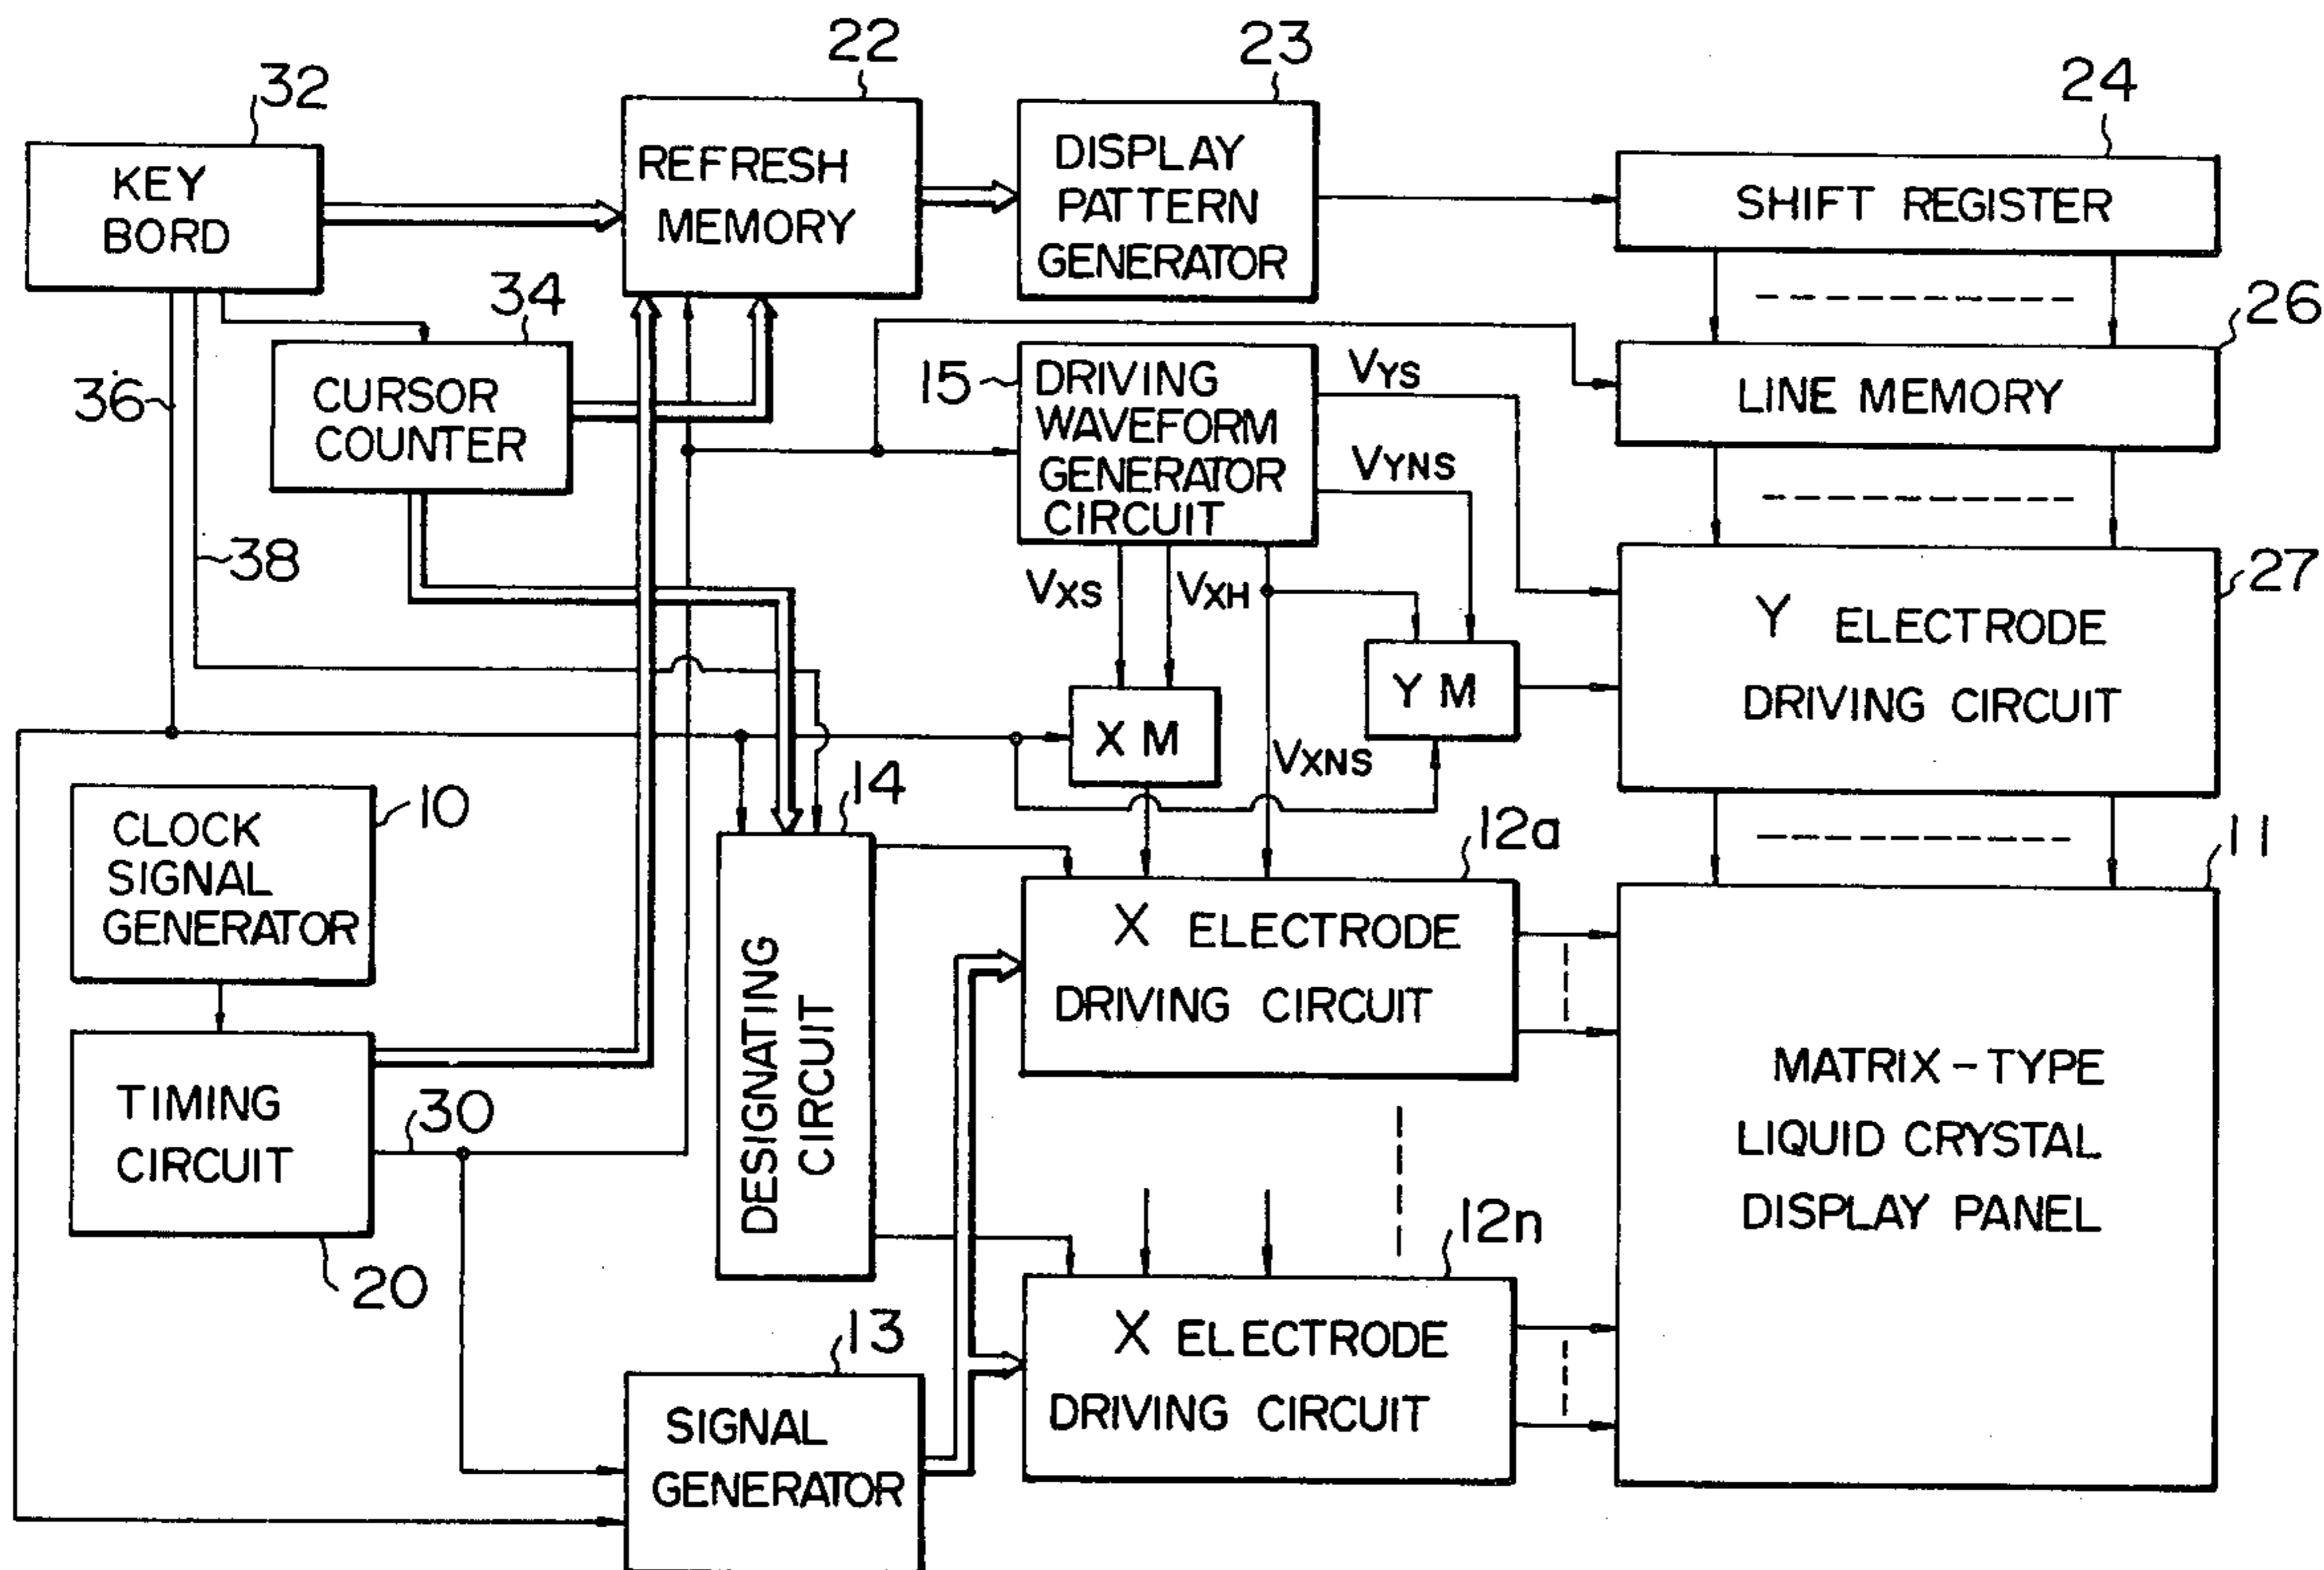 22
23
32
24
KEY
BORD
REFRESH
MEMORY
DISPLAY
PATTERN
GENERATOR
SHIFT REGISTER
34
26
36
CURSOR
COUNTER
15
DRIVING
WAVEFORM
GENERATOR
CIRCUIT
VYS
VYNS
LINE MEMORY
38
VXS
VXH
27
Y ELECTRODE
DRIVING CIRCUIT
YM
XM
VXNS
10
14
CLOCK
SIGNAL
GENERATOR
12a
11
X ELECTRODE
DRIVING CIRCUIT
DESIGNATING
CIRCUIT
TIMING
CIRCUIT
30
MATRIX-TYPE
LIQUID CRYSTAL
DISPLAY PANEL
20
12n
13
X ELECTRODE
DRIVING CIRCUIT
SIGNAL
GENERATOR